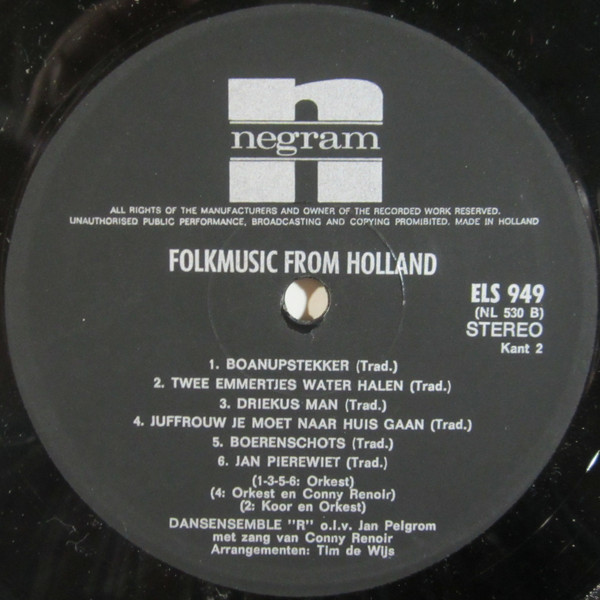 negram
ALL RIGHTS OF THE MANUFACTURERS AND OWNER OF THE RECORDED WORK RESERVED.
UNAUTHORISED PUBLIC PERFORMANCE, BROADCASTING AND COPYING PROHIBITED. MADE IN HOLLAND
FOLKMUSIC FROM HOLLAND
ELS 949
(NL 530 B)
STEREO
Kant 2
1. BOANUPSTEKKER (Trad.)
2. TWEE EMMERTJES WATER HALEN (Trad.)
3. DRIEKUS MAN (Trad.)
4. JUFFROUW JE MOET NAAR HUIS GAAN (Trad.)
5. BOERENSCHOTS (Trad.)
6. JAN PIEREWIET (Trad.)
(1-3-5-6: Orkest)
(4: Orkest en Conny Renoir)
(2: Koor en Orkest)
DANSENSEMBLE "R" o.l.v. Jan Pelgrom
met zang van Conny Renoir
Arrangementen: Tim de Wijs